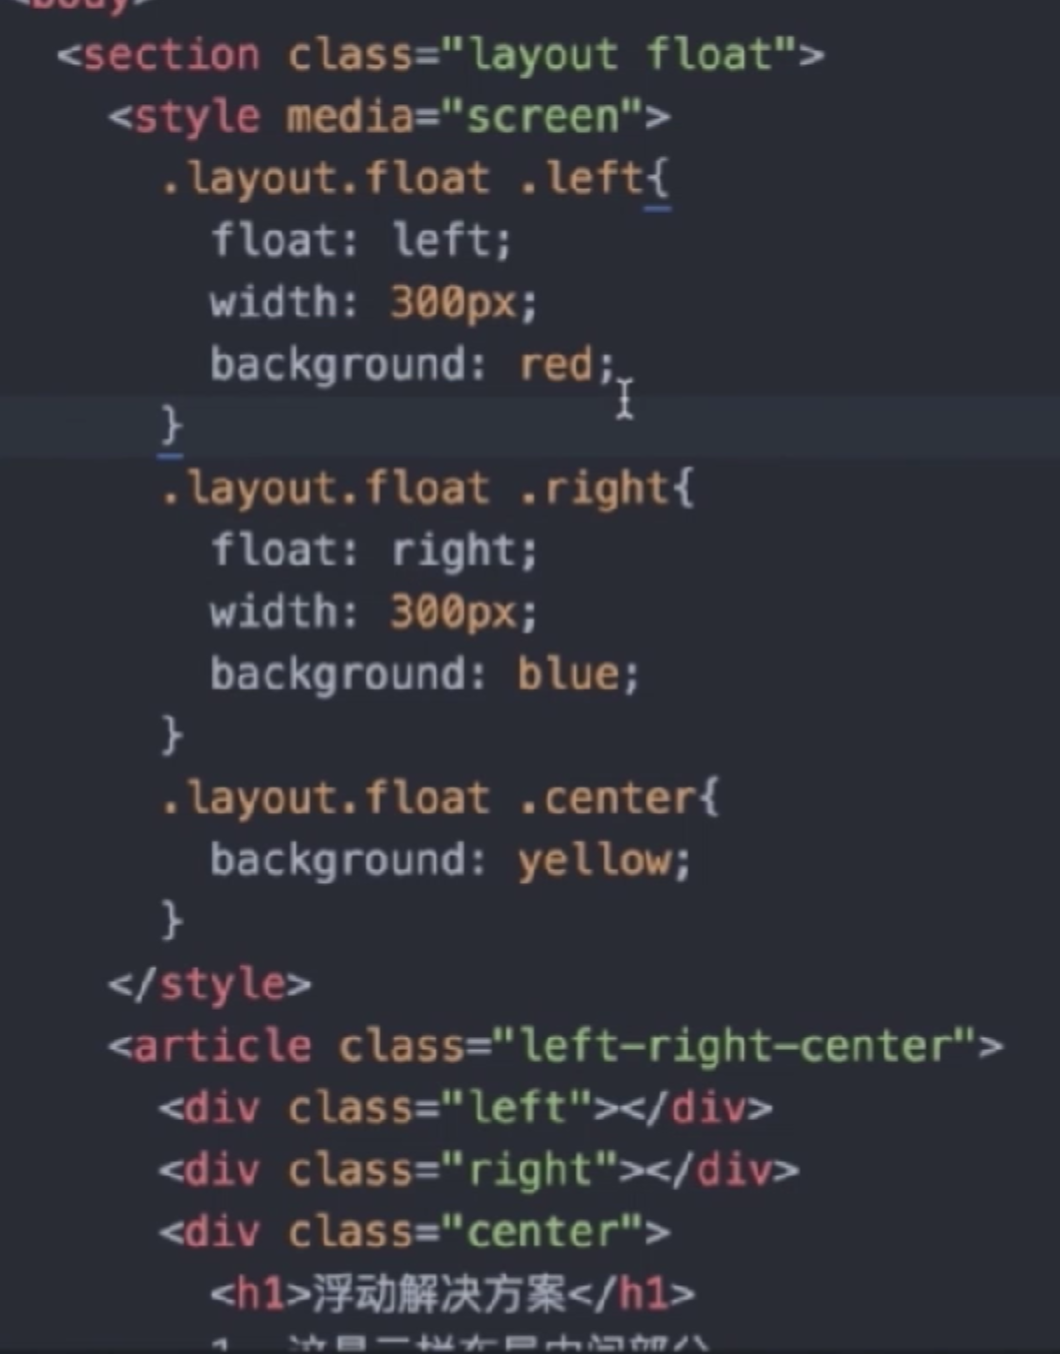 <body>
<section class="layout float">
<style media="screen">
.layout.float .left{
float: left;
width: 300px;
background: red;
}
.layout.float .right{
float: right;
width: 300px;
background: blue;
}
.layout.float .center{
background: yellow;
}
</style>
<article class="left-right-center">
<div class="left"></div>
<div class="right"></div>
<div class="center">
<h1>浮动解决方案</h1>